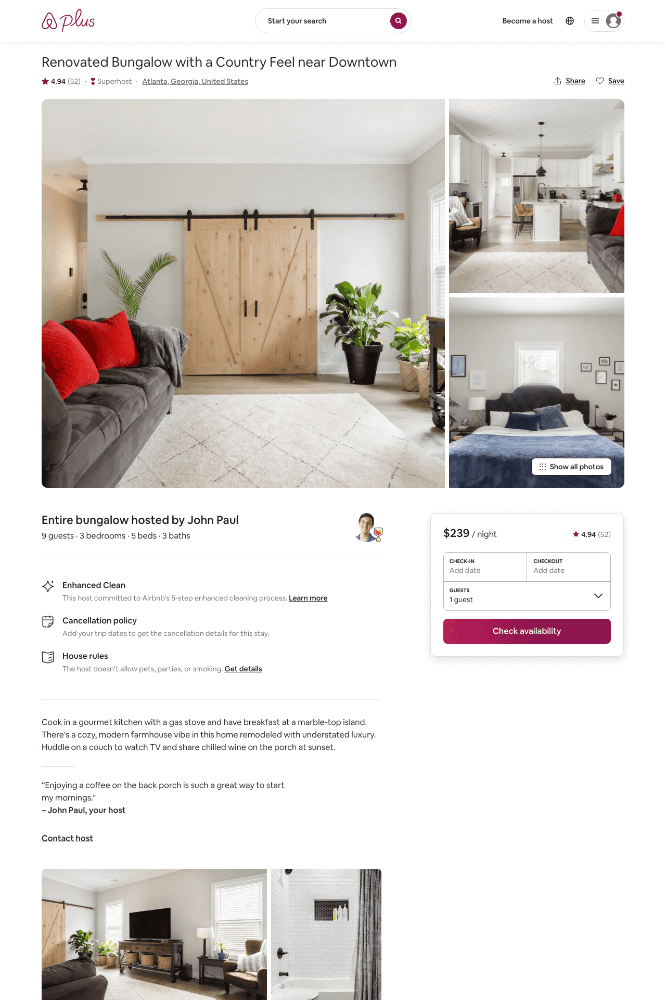 plus
Start your search
Become a host
Renovated Bungalow with a Country Feel near Downtown
4.94 (52) · Superhost · Atlanta, Georgia, United States
Share
Save
Show all photos
Entire bungalow hosted by John Paul
9 guests · 3 bedrooms · 5 beds · 3 baths
$239 / night
4.94 (52)
CHECK-IN
Add date
CHECKOUT
Add date
GUESTS
1 guest
Check availability
Enhanced Clean
This host committed to Airbnb's 5-step enhanced cleaning process. Learn more
Cancellation policy
Add your trip dates to get the cancellation details for this stay.
House rules
The host doesn't allow pets, parties, or smoking. Get details
Cook in a gourmet kitchen with a gas stove and have breakfast at a marble-top island.
There's a cozy, modern farmhouse vibe in this home remodeled with understated luxury.
Huddle on a couch to watch TV and share chilled wine on the porch at sunset.
“Enjoying a coffee on the back porch is such a great way to start
my mornings.”
– John Paul, your host
Contact host